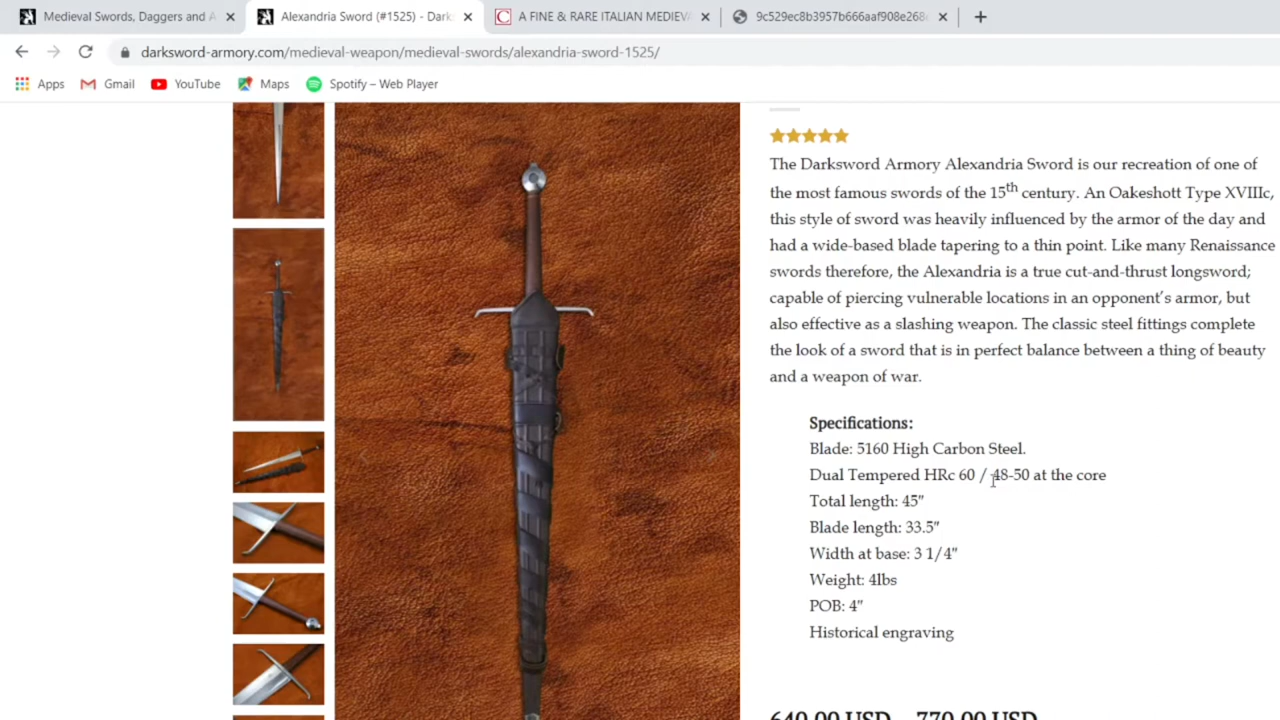 Medieval Swords, Daggers and A
Alexandria Sword (#1525) - Dark
A FINE & RARE ITALIAN MEDIEVA
9c529ec8b3957b666aaf908e268
darksword-armory.com/medieval-weapon/medieval-swords/alexandria-sword-1525/
Apps Gmail YouTube Maps Spotify – Web Player
The Darksword Armory Alexandria Sword is our recreation of one of
the most famous swords of the 15th century. An Oakeshott Type XVIIIc,
this style of sword was heavily influenced by the armor of the day and
had a wide-based blade tapering to a thin point. Like many Renaissance
swords therefore, the Alexandria is a true cut-and-thrust longsword;
capable of piercing vulnerable locations in an opponent's armor, but
also effective as a slashing weapon. The classic steel fittings complete
the look of a sword that is in perfect balance between a thing of beauty
and a weapon of war.
Specifications:
Blade: 5160 High Carbon Steel.
Dual Tempered HRc 60 / 48-50 at the core
Total length: 45″
Blade length: 33.5″
Width at base: 3 1/4″
Weight: 4lbs
POB: 4″
Historical engraving
640.00 USD – 770.00 USD